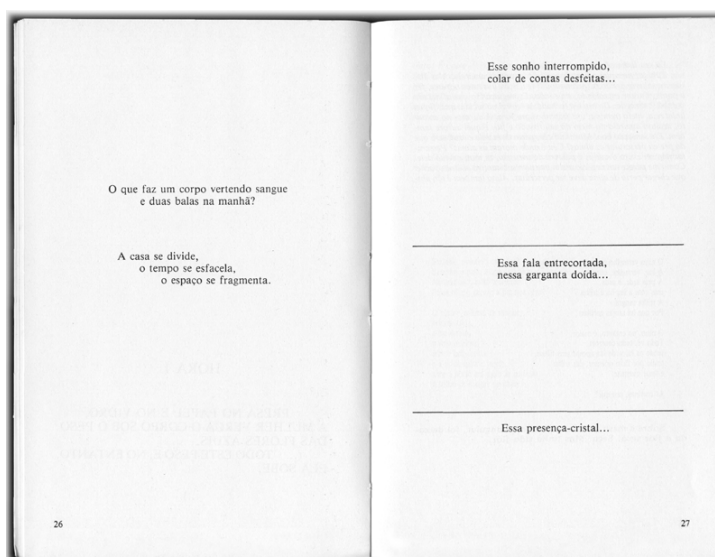 O que faz um corpo vertendo sangue
e duas balas na manhã?
A casa se divide,
o tempo se esfacela,
o espaço se fragmenta.
26
Esse sonho interrompido,
colar de contas desfeitas...
Essa fala entrecortada,
nessa garganta doída...
Essa presença-cristal...
27